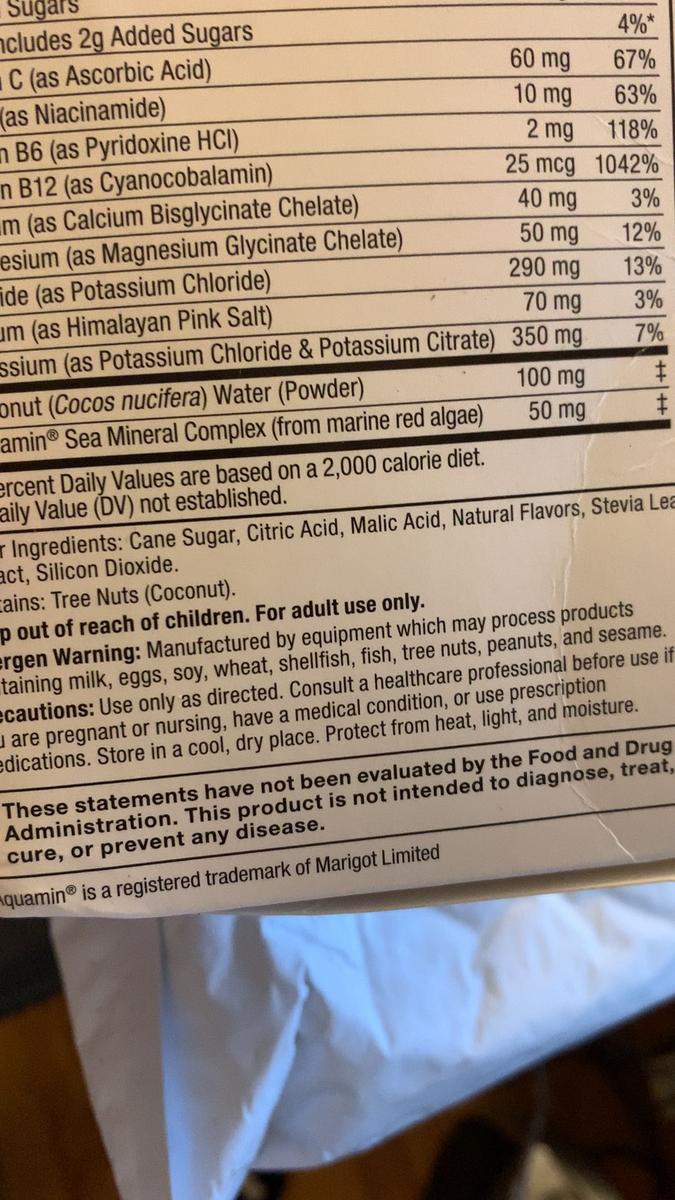 Sugars
ncludes 2g Added Sugars 4%*
C (as Ascorbic Acid) 60 mg 67%
(as Niacinamide) 10 mg 63%
n B6 (as Pyridoxine HCl) 2 mg 118%
n B12 (as Cyanocobalamin) 25 mcg 1042%
m (as Calcium Bisglycinate Chelate) 40 mg 3%
esium (as Magnesium Glycinate Chelate) 50 mg 12%
ide (as Potassium Chloride) 290 mg 13%
um (as Himalayan Pink Salt) 70 mg 3%
ssium (as Potassium Chloride & Potassium Citrate) 350 mg 7%
onut (Cocos nucifera) Water (Powder) 100 mg ‡
amin® Sea Mineral Complex (from marine red algae) 50 mg ‡
ercent Daily Values are based on a 2,000 calorie diet.
aily Value (DV) not established.
r Ingredients: Cane Sugar, Citric Acid, Malic Acid, Natural Flavors, Stevia Lea
act, Silicon Dioxide.
tains: Tree Nuts (Coconut).
p out of reach of children. For adult use only.
ergen Warning: Manufactured by equipment which may process products
taining milk, eggs, soy, wheat, shellfish, fish, tree nuts, peanuts, and sesame.
ecautions: Use only as directed. Consult a healthcare professional before use if
u are pregnant or nursing, have a medical condition, or use prescription
edications. Store in a cool, dry place. Protect from heat, light, and moisture.
These statements have not been evaluated by the Food and Drug
Administration. This product is not intended to diagnose, treat,
cure, or prevent any disease.
Aquamin® is a registered trademark of Marigot Limited